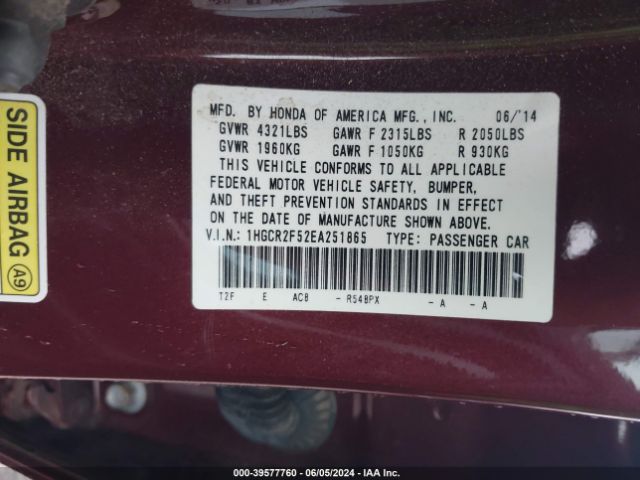 MFD. BY HONDA OF AMERICA MFG., INC. 06/'14
GVWR 4321LBS GAWR F 2315LBS R 2050LBS
GVWR 1960KG GAWR F 1050KG R 930KG
THIS VEHICLE CONFORMS TO ALL APPLICABLE
FEDERAL MOTOR VEHICLE SAFETY, BUMPER,
AND THEFT PREVENTION STANDARDS IN EFFECT
ON THE DATE OF MANUFACTURE SHOWN ABOVE.
V.I.N.: 1HGCR2F52EA251865 TYPE: PASSENGER CAR
T2F E AC8 - R548PX - A - A
SIDE AIRBAG A9
000-39577760 - 06/05/2024 - IAA Inc.